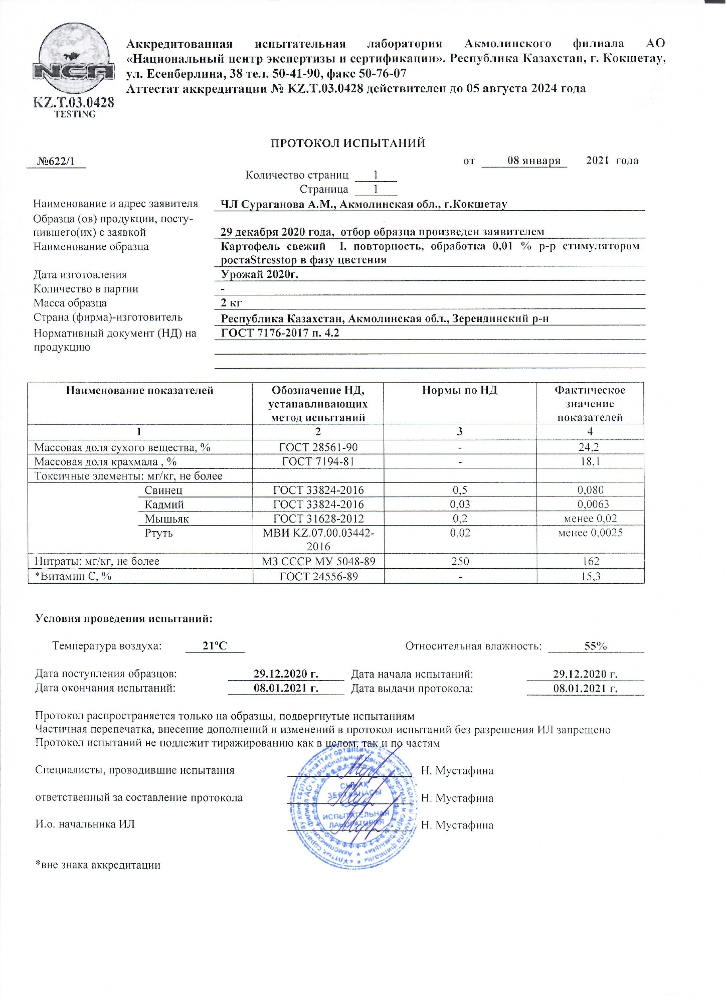 NCA
KZ.T.03.0428
TESTING
Аккредитованная испытательная лаборатория Акмолинского филиала АО
«Национальный центр экспертизы и сертификации». Республика Казахстан, г. Кокшетау,
ул. Есенберлина, 38 тел. 50-41-90, факс 50-76-07
Аттестат аккредитации № KZ.T.03.0428 действителен до 05 августа 2024 года
ПРОТОКОЛ ИСПЫТАНИЙ
№622/1 от 08 января 2021 года
Количество страниц 1
Страница 1
Наименование и адрес заявителя ЧЛ Сураганова А.М., Акмолинская обл., г.Кокшетау
Образца (ов) продукции, посту-
пившего(их) с заявкой 29 декабря 2020 года, отбор образца произведен заявителем
Наименование образца Картофель свежий I. повторность, обработка 0,01 % р-р стимулятором
ростаStresstop в фазу цветения
Дата изготовления Урожай 2020г.
Количество в партии -
Масса образца 2 кг
Страна (фирма)-изготовитель Республика Казахстан, Акмолинская обл., Зерендинский р-н
Нормативный документ (НД) на ГОСТ 7176-2017 п. 4.2
продукцию
Наименование показателей Обозначение НД, Нормы по НД Фактическое
устанавливающих значение
метод испытаний показателей
1 2 3 4
Массовая доля сухого вещества, % ГОСТ 28561-90 - 24,2
Массовая доля крахмала , % ГОСТ 7194-81 - 18,1
Токсичные элементы: мг/кг, не более
Свинец ГОСТ 33824-2016 0,5 0,080
Кадмий ГОСТ 33824-2016 0,03 0,0063
Мышьяк ГОСТ 31628-2012 0,2 менее 0,02
Ртуть МВИ KZ.07.00.03442- 0,02 менее 0,0025
2016
Нитраты: мг/кг, не более МЗ СССР МУ 5048-89 250 162
*Витамин С, % ГОСТ 24556-89 - 15,3
Условия проведения испытаний:
Температура воздуха: 21°С Относительная влажность: 55%
Дата поступления образцов: 29.12.2020 г. Дата начала испытаний: 29.12.2020 г.
Дата окончания испытаний: 08.01.2021 г. Дата выдачи протокола: 08.01.2021 г.
Протокол распространяется только на образцы, подвергнутые испытаниям
Частичная перепечатка, внесение дополнений и изменений в протокол испытаний без разрешения ИЛ запрещено
Протокол испытаний не подлежит тиражированию как в целом, так и по частям
Специалисты, проводившие испытания Н. Мустафина
СЫНАҚ
ЗЕРТХАНАСЫ
ответственный за составление протокола Н. Мустафина
ИСПЫТАТЕЛЬНАЯ
ЛАБОРАТОРИЯ
И.о. начальника ИЛ Н. Мустафина
*вне знака аккредитации